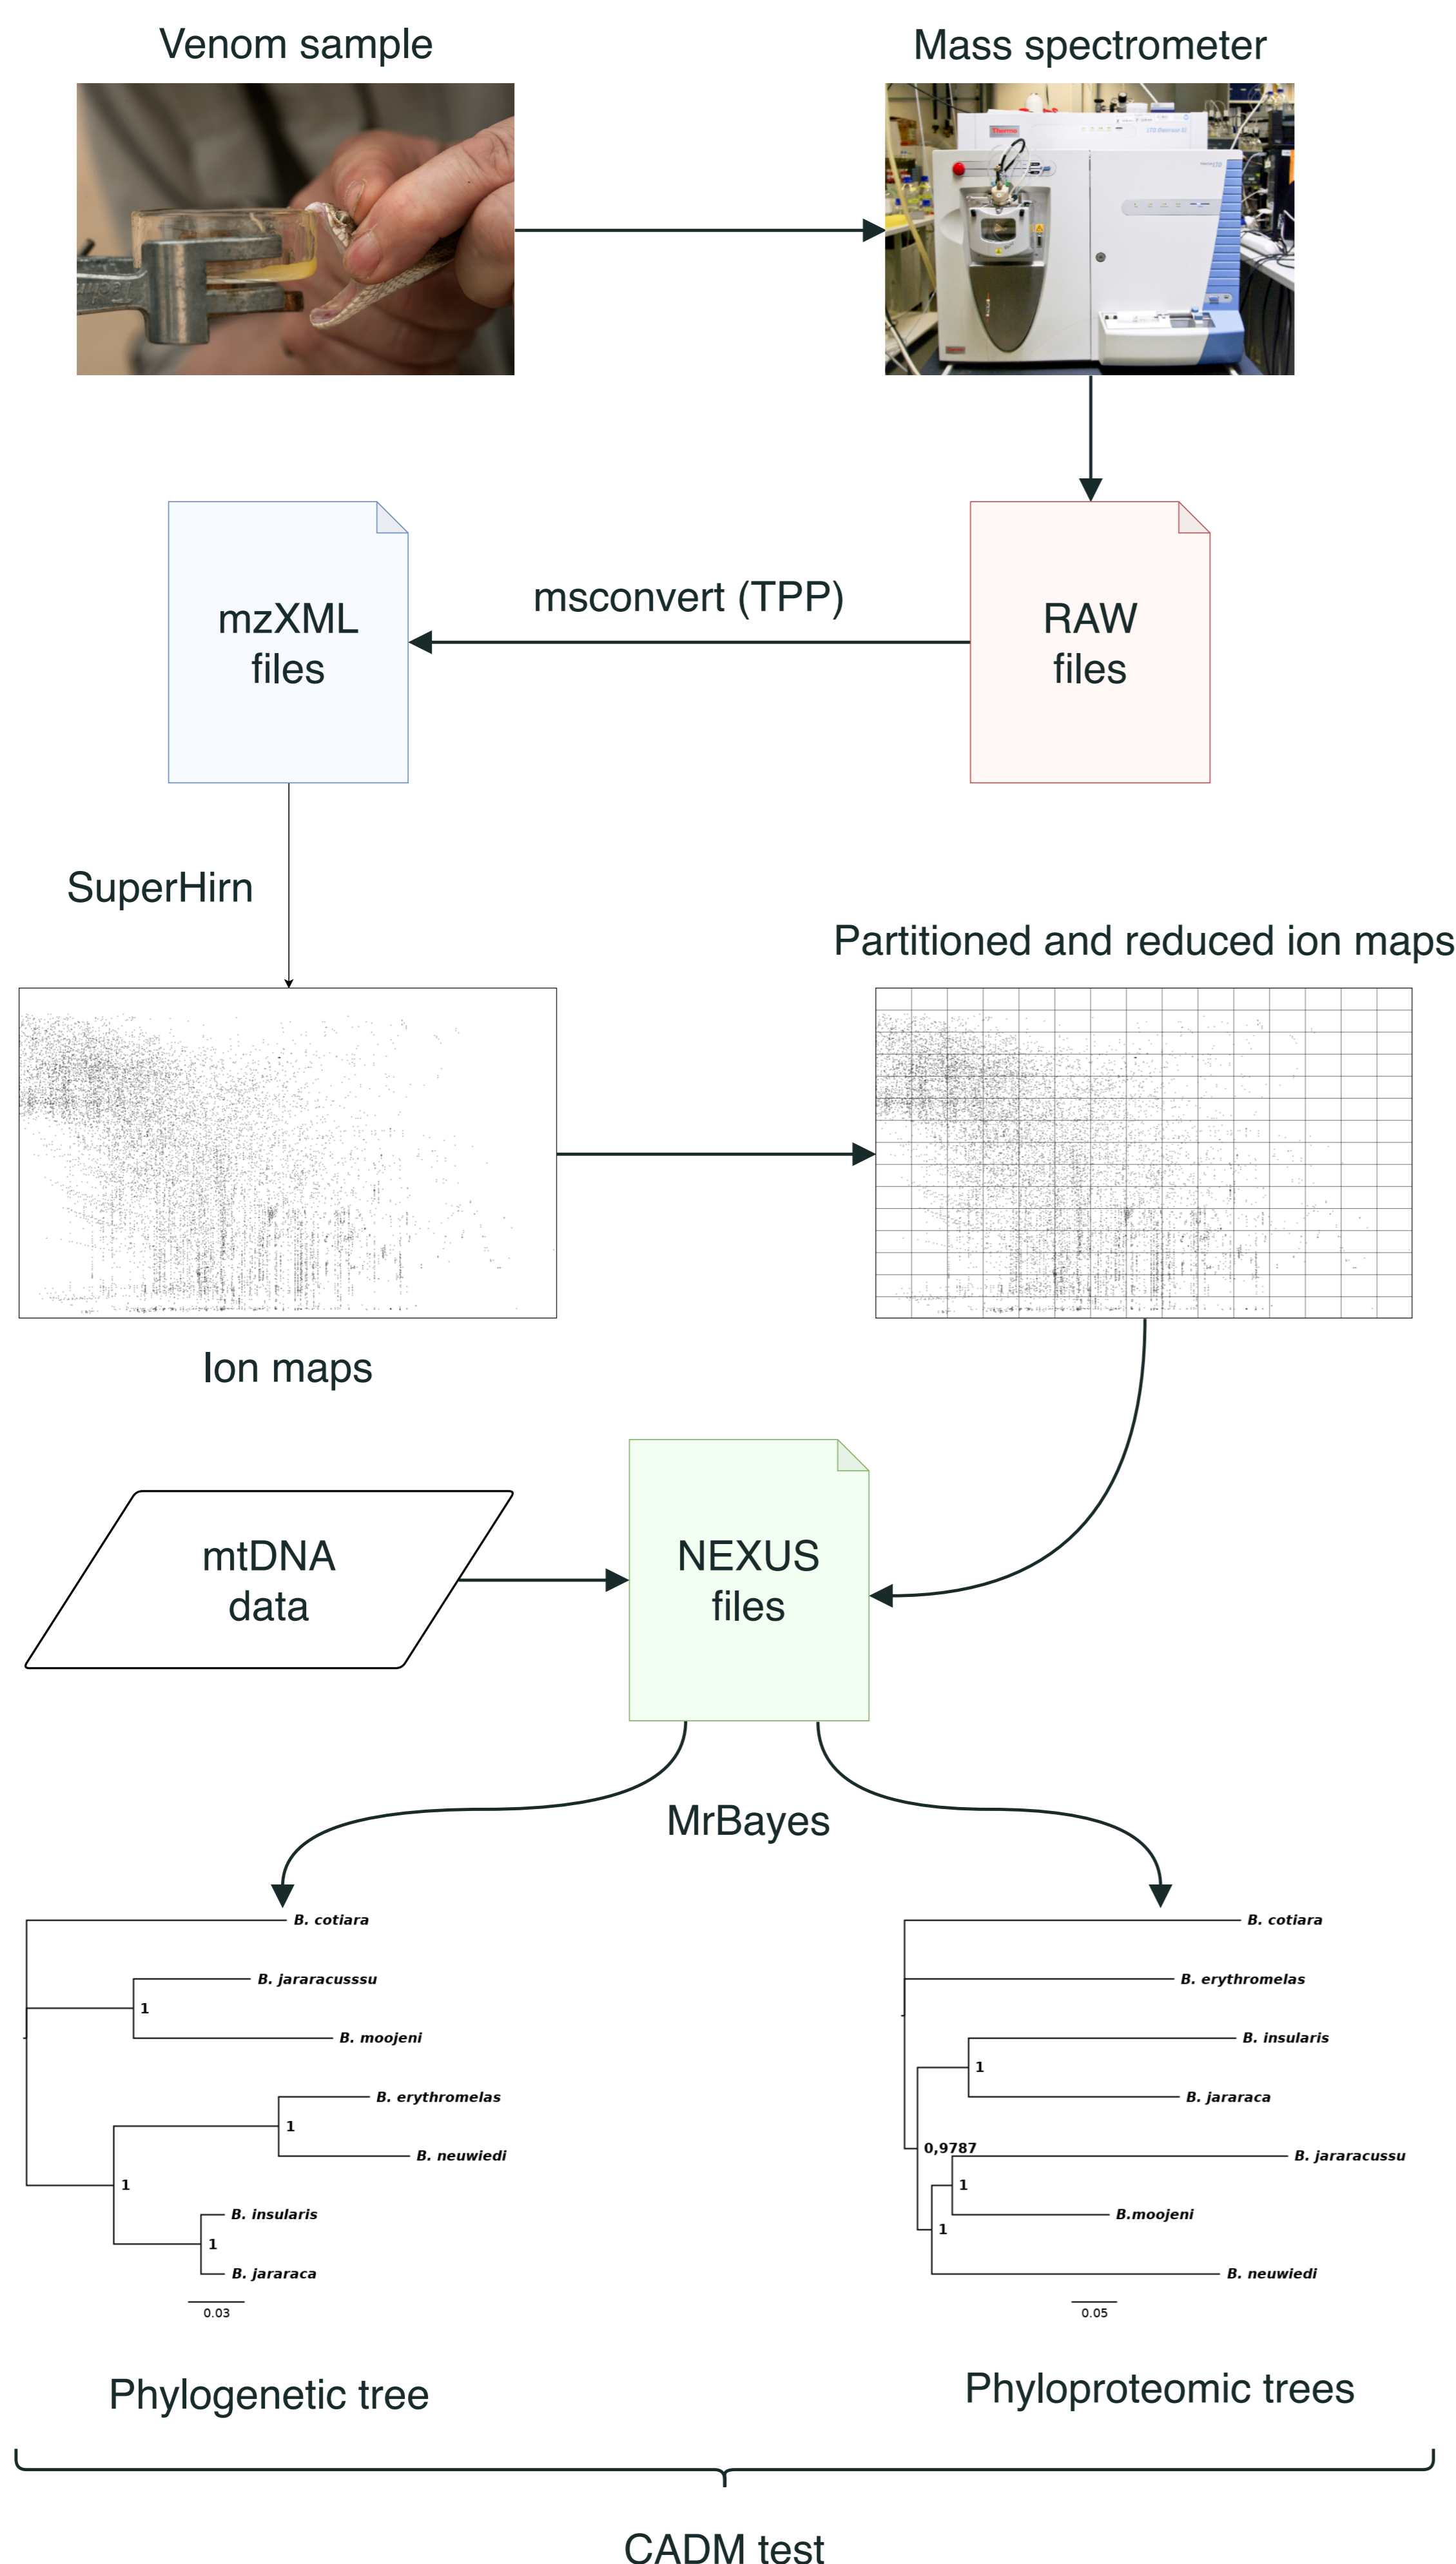 Venom sample
Mass spectrometer
Thermo
mzXML
files
msconvert (TPP)
RAW
files
SuperHirn
Partitioned and reduced ion maps
Ion maps
mtDNA
data
NEXUS
files
MrBayes
B. cotiara
B. jararacusssu
1
B. moojeni
B. erythromelas
1
B. neuwiedi
1
B. insularis
1
B. jararaca
0.03
B. cotiara
B. erythromelas
B. insularis
1
B. jararaca
0,9787
B. jararacussu
1
B.moojeni
1
B. neuwiedi
0.05
Phylogenetic tree
Phyloproteomic trees
CADM test